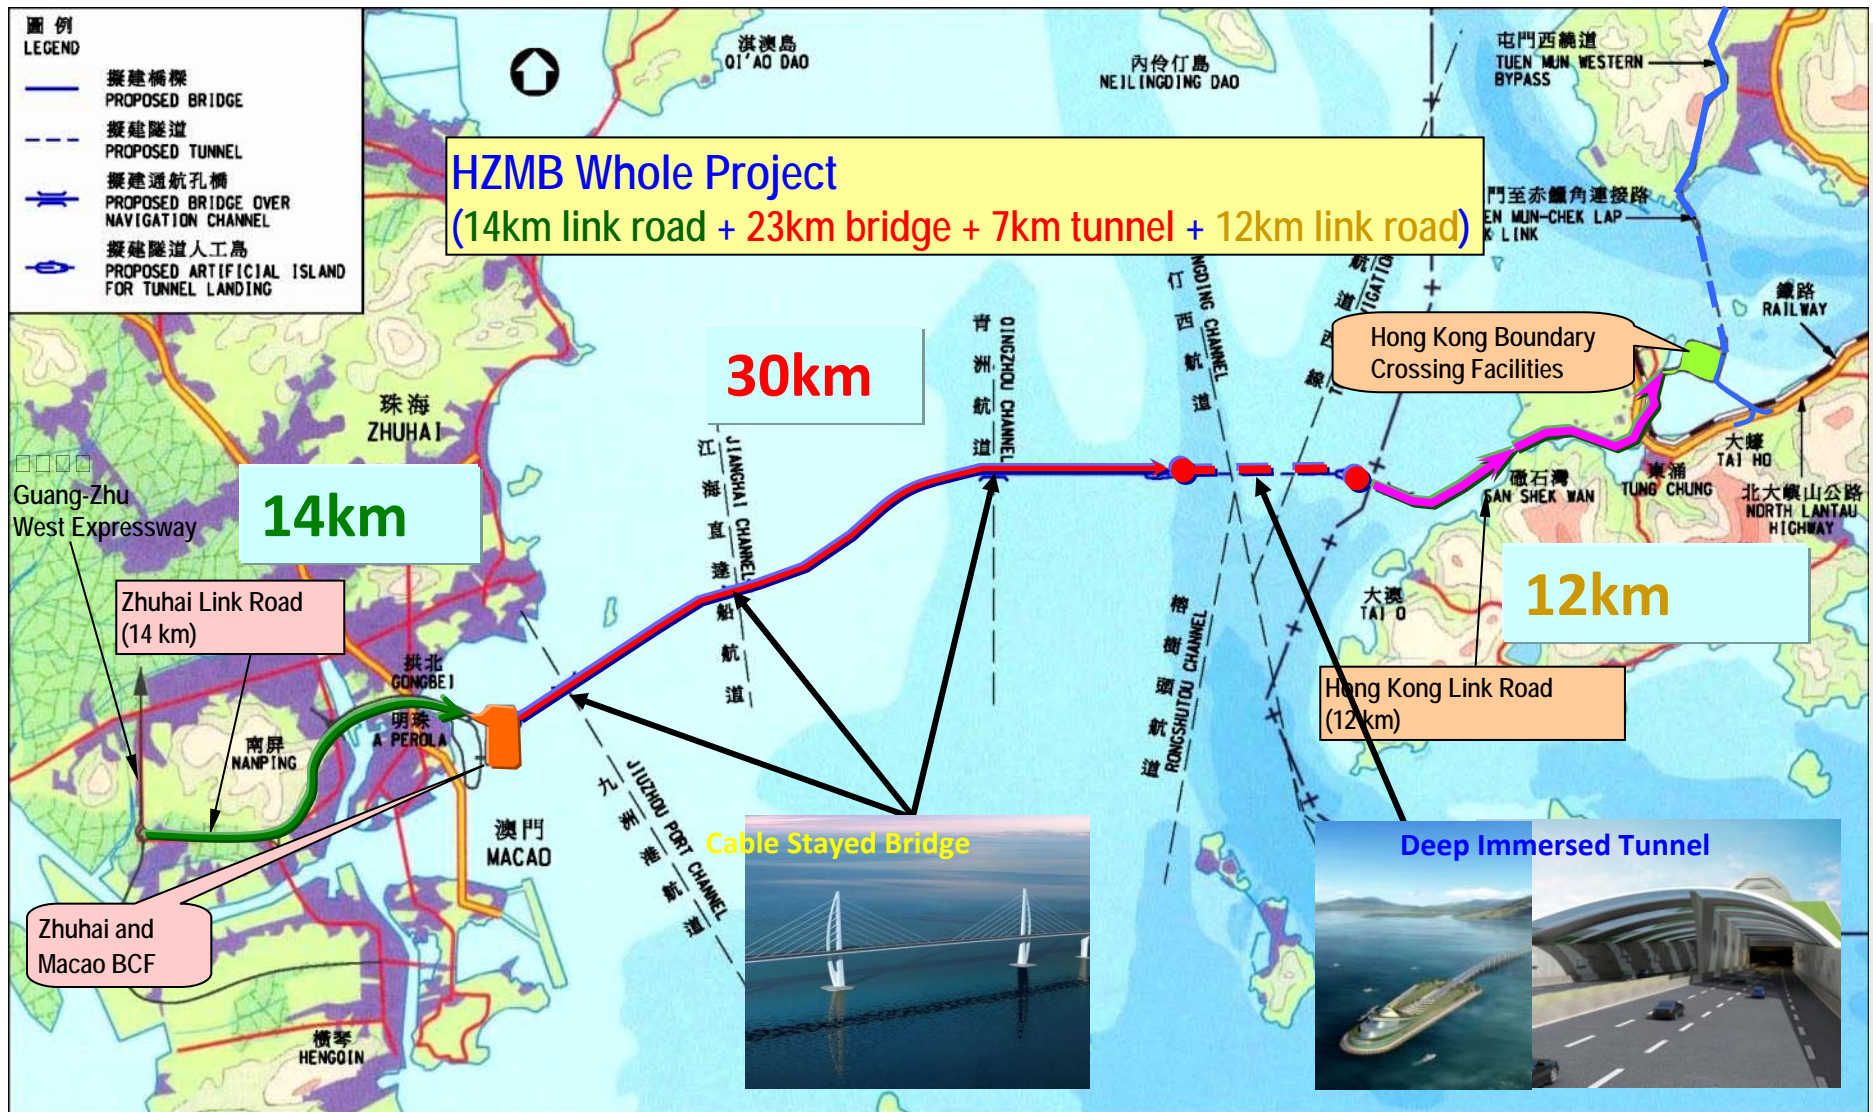 圖 例
LEGEND
擬建橋樑
PROPOSED BRIDGE
擬建隧道
PROPOSED TUNNEL
擬建通航孔橋
PROPOSED BRIDGE OVER
NAVIGATION CHANNEL
擬建隧道人工島
PROPOSED ARTIFICIAL ISLAND
FOR TUNNEL LANDING
淇澳島
QI'AO DAO
內伶仃島
NEILINGDING DAO
屯門西繞道
TUEN MUN WESTERN
BYPASS
HZMB Whole Project
(14km link road + 23km bridge + 7km tunnel + 12km link road)
門至赤鱲角連接路
EN MUN-CHEK LAP
K LINK
鐵路
RAILWAY
Hong Kong Boundary
Crossing Facilities
30km
青洲航道
QINGZHOU CHANNEL
仃西航道
NGDING CHANNEL
珠海
ZHUHAI
江海直達船航道
JIANGHAI CHANNEL
Guang-Zhu
West Expressway
14km
大蠔
TAI HO
東涌
TUNG CHUNG
䃟石灣
SAN SHEK WAN
北大嶼山公路
NORTH LANTAU
HIGHWAY
12km
大澳
TAI O
Zhuhai Link Road
(14 km)
拱北
GONGBEI
明珠
A PEROLA
南屏
NANPING
榕樹頭航道
RONGSHUTOU CHANNEL
Hong Kong Link Road
(12 km)
九洲港航道
JIUZHOU PORT CHANNEL
澳門
MACAO
Cable Stayed Bridge
Deep Immersed Tunnel
Zhuhai and
Macao BCF
橫琴
HENGQIN